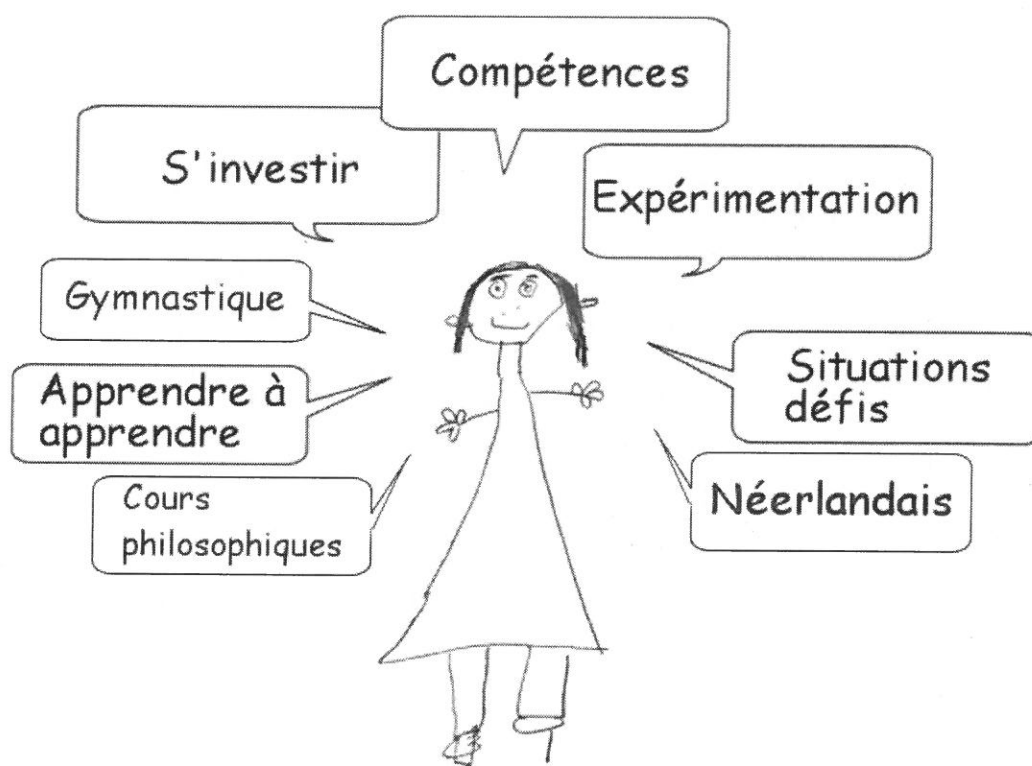 Compétences
S'investir
Expérimentation
Gymnastique
Apprendre à
apprendre
Situations
défis
Cours
philosophiques
Néerlandais